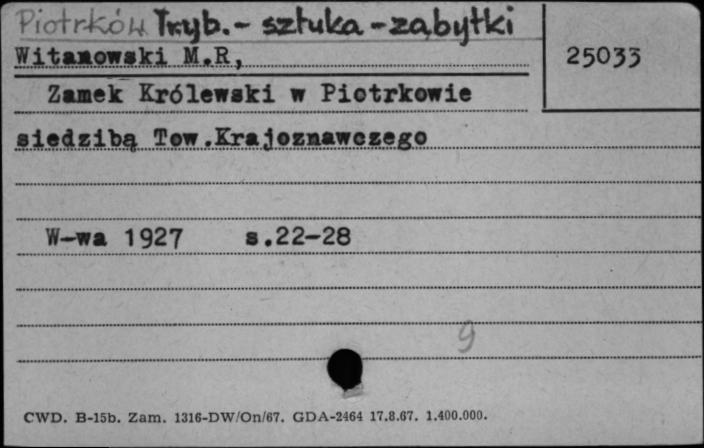 Piotrków Tryb. - sztuka - zabytki
Witanowski M.R,
25033
Zamek Królewski w Piotrkowie
siedzibą Tow.Krajoznawczego
W-wa 1927 s.22-28
9
CWD. B-15b. Zam. 1316-DW/On/67. GDA-2464 17.8.67. 1.400.000.